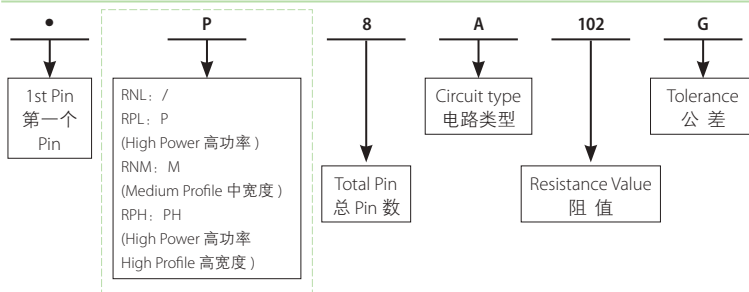 • P 8 A 102 G
1st Pin
第一个
Pin
RNL：/
RPL：P
(High Power 高功率 )
RNM：M
(Medium Profile 中宽度 )
RPH：PH
(High Power 高功率
High Profile 高宽度 )
Total Pin
总 Pin 数
Circuit type
电路类型
Resistance Value
阻 值
Tolerance
公 差